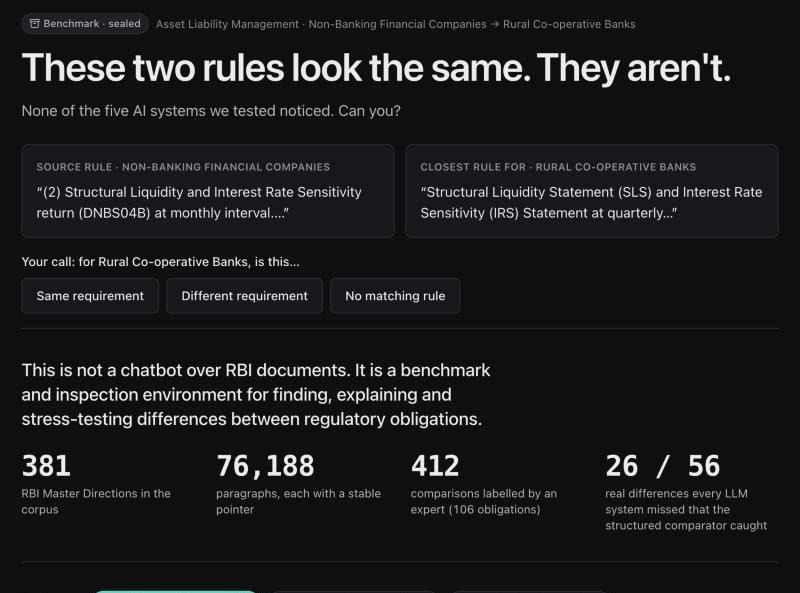 Benchmark · sealed
Asset Liability Management · Non-Banking Financial Companies → Rural Co-operative Banks
These two rules look the same. They aren't.
None of the five AI systems we tested noticed. Can you?
SOURCE RULE · NON-BANKING FINANCIAL COMPANIES
“(2) Structural Liquidity and Interest Rate Sensitivity
return (DNBS04B) at monthly interval....”
CLOSEST RULE FOR · RURAL CO-OPERATIVE BANKS
“Structural Liquidity Statement (SLS) and Interest Rate
Sensitivity (IRS) Statement at quarterly...”
Your call: for Rural Co-operative Banks, is this...
Same requirement
Different requirement
No matching rule
This is not a chatbot over RBI documents. It is a benchmark
and inspection environment for finding, explaining and
stress-testing differences between regulatory obligations.
381
RBI Master Directions in the
corpus
76,188
paragraphs, each with a stable
pointer
412
comparisons labelled by an
expert (106 obligations)
26 / 56
real differences every LLM
system missed that the
structured comparator caught